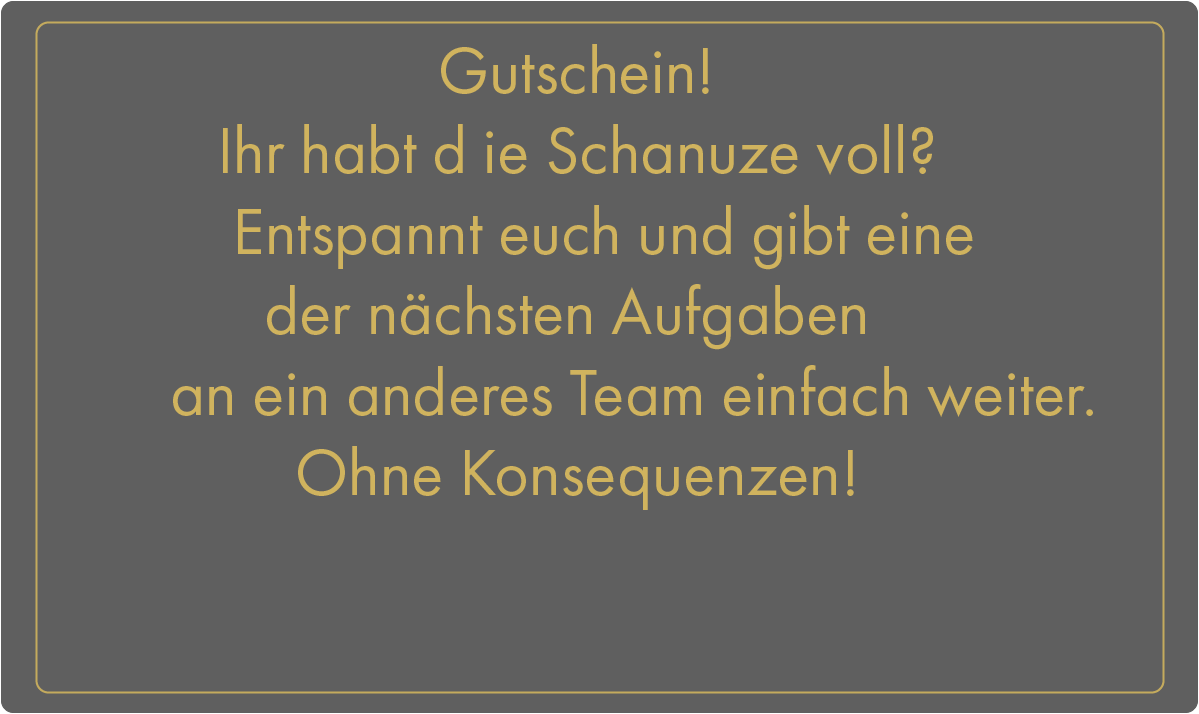 Gutschein!
Ihr habt d ie Schanuze voll?
Entspannt euch und gibt eine
der nächsten Aufgaben
an ein anderes Team einfach weiter.
Ohne Konsequenzen!